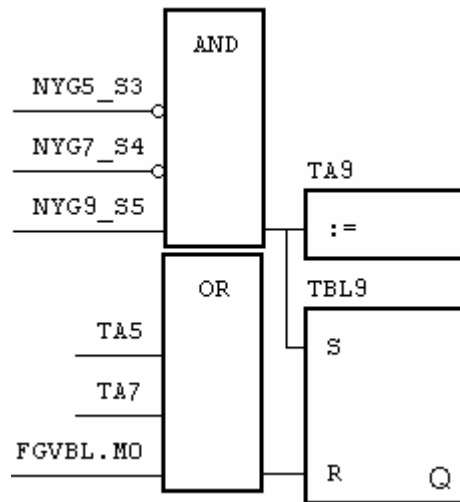 AND
NYG5_S3
NYG7_S4
TA9
NYG9_S5
:=
OR
TBL9
TA5
S
TA7
FGVBL.M0
R
Q